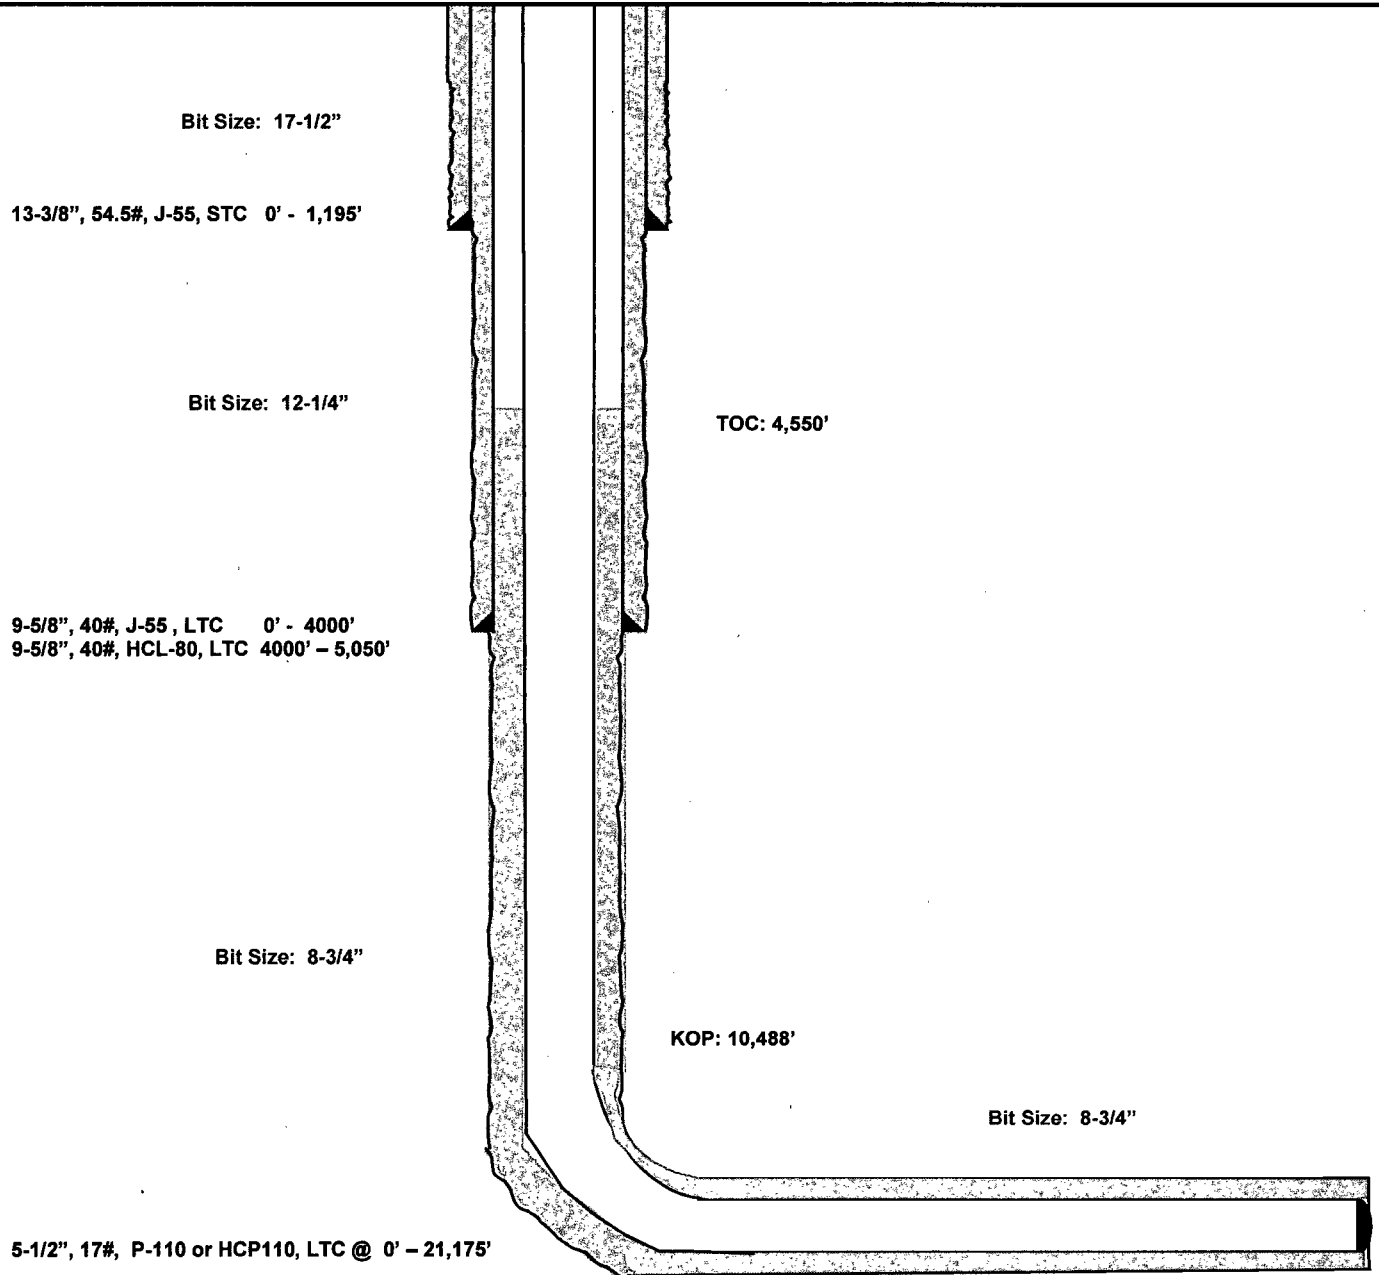 Bit Size: 17-1/2”
13-3/8”, 54.5#, J-55, STC 0’ - 1,195’
Bit Size: 12-1/4”
TOC: 4,550’
9-5/8”, 40#, J-55 , LTC 0’ - 4000’
9-5/8”, 40#, HCL-80, LTC 4000’ – 5,050’
Bit Size: 8-3/4”
KOP: 10,488’
Bit Size: 8-3/4”
5-1/2”, 17#, P-110 or HCP110, LTC @ 0’ – 21,175’